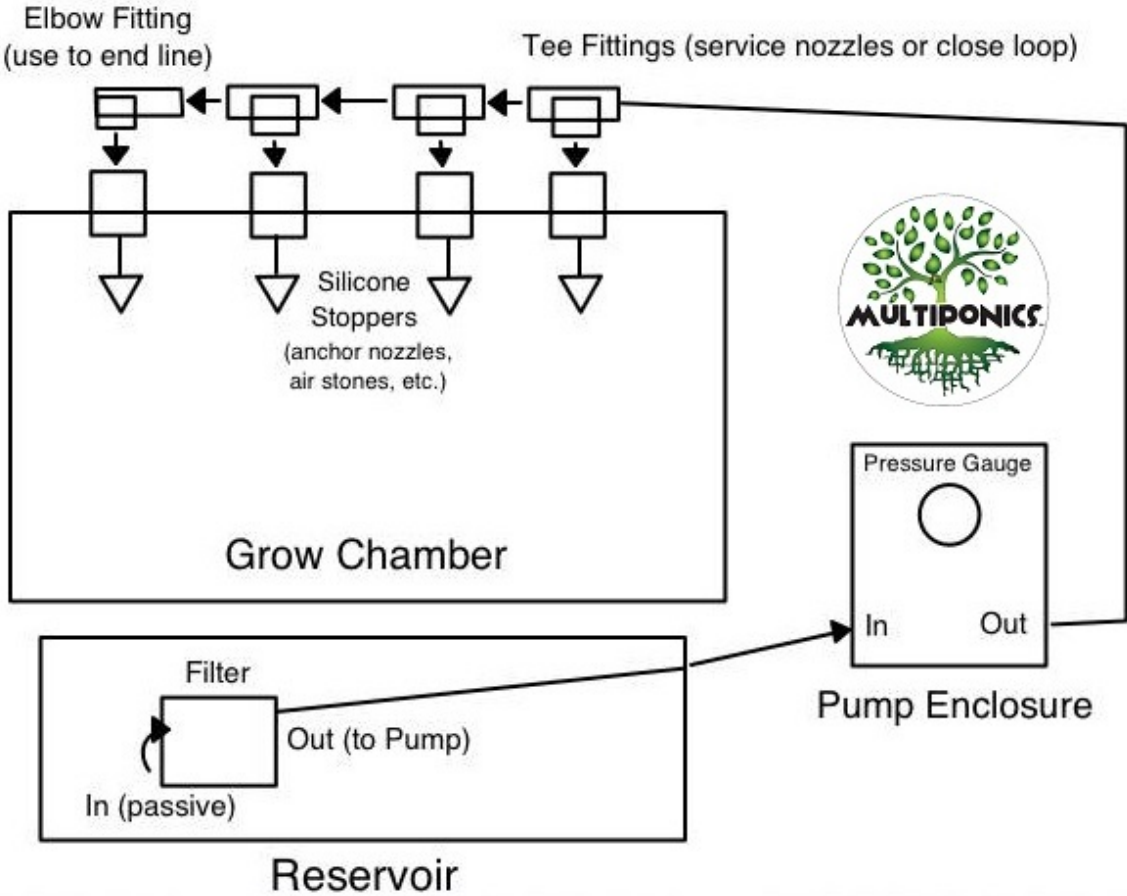 Elbow Fitting
(use to end line)
Tee Fittings (service nozzles or close loop)
Silicone
Stoppers
(anchor nozzles,
air stones, etc.)
MULTIPONICS
Grow Chamber
Pressure Gauge
In
Out
Pump Enclosure
Filter
Out (to Pump)
In (passive)
Reservoir